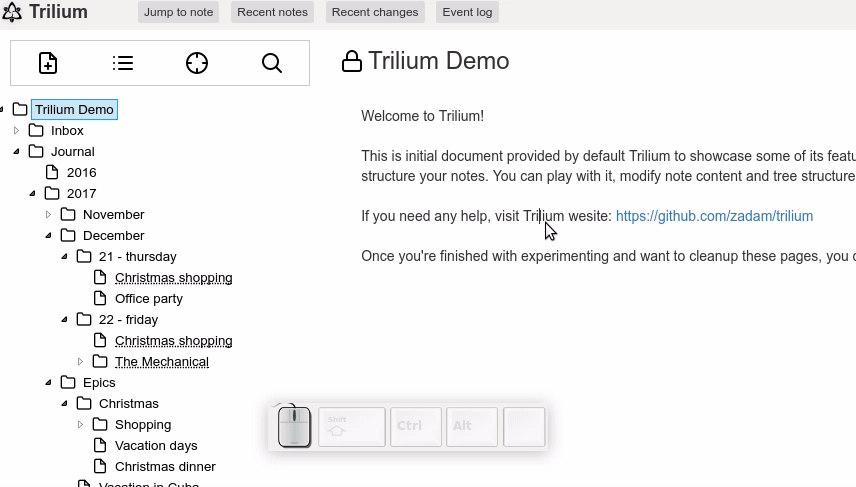 Trilium
Jump to note
Recent notes
Recent changes
Event log
Trilium Demo
Inbox
Journal
2016
2017
November
December
21 - thursday
Christmas shopping
Office party
22 - friday
Christmas shopping
The Mechanical
Epics
Christmas
Shopping
Vacation days
Christmas dinner
Vacation in Cuba
Trilium Demo
Welcome to Trilium!
This is initial document provided by default Trilium to showcase some of its
structure your notes. You can play with it, modify note content and tree structure
If you need any help, visit Trilium wesite: https://github.com/zadam/trilium
Once you're finished with experimenting and want to cleanup these pages, you
Shift
Ctrl
Alt